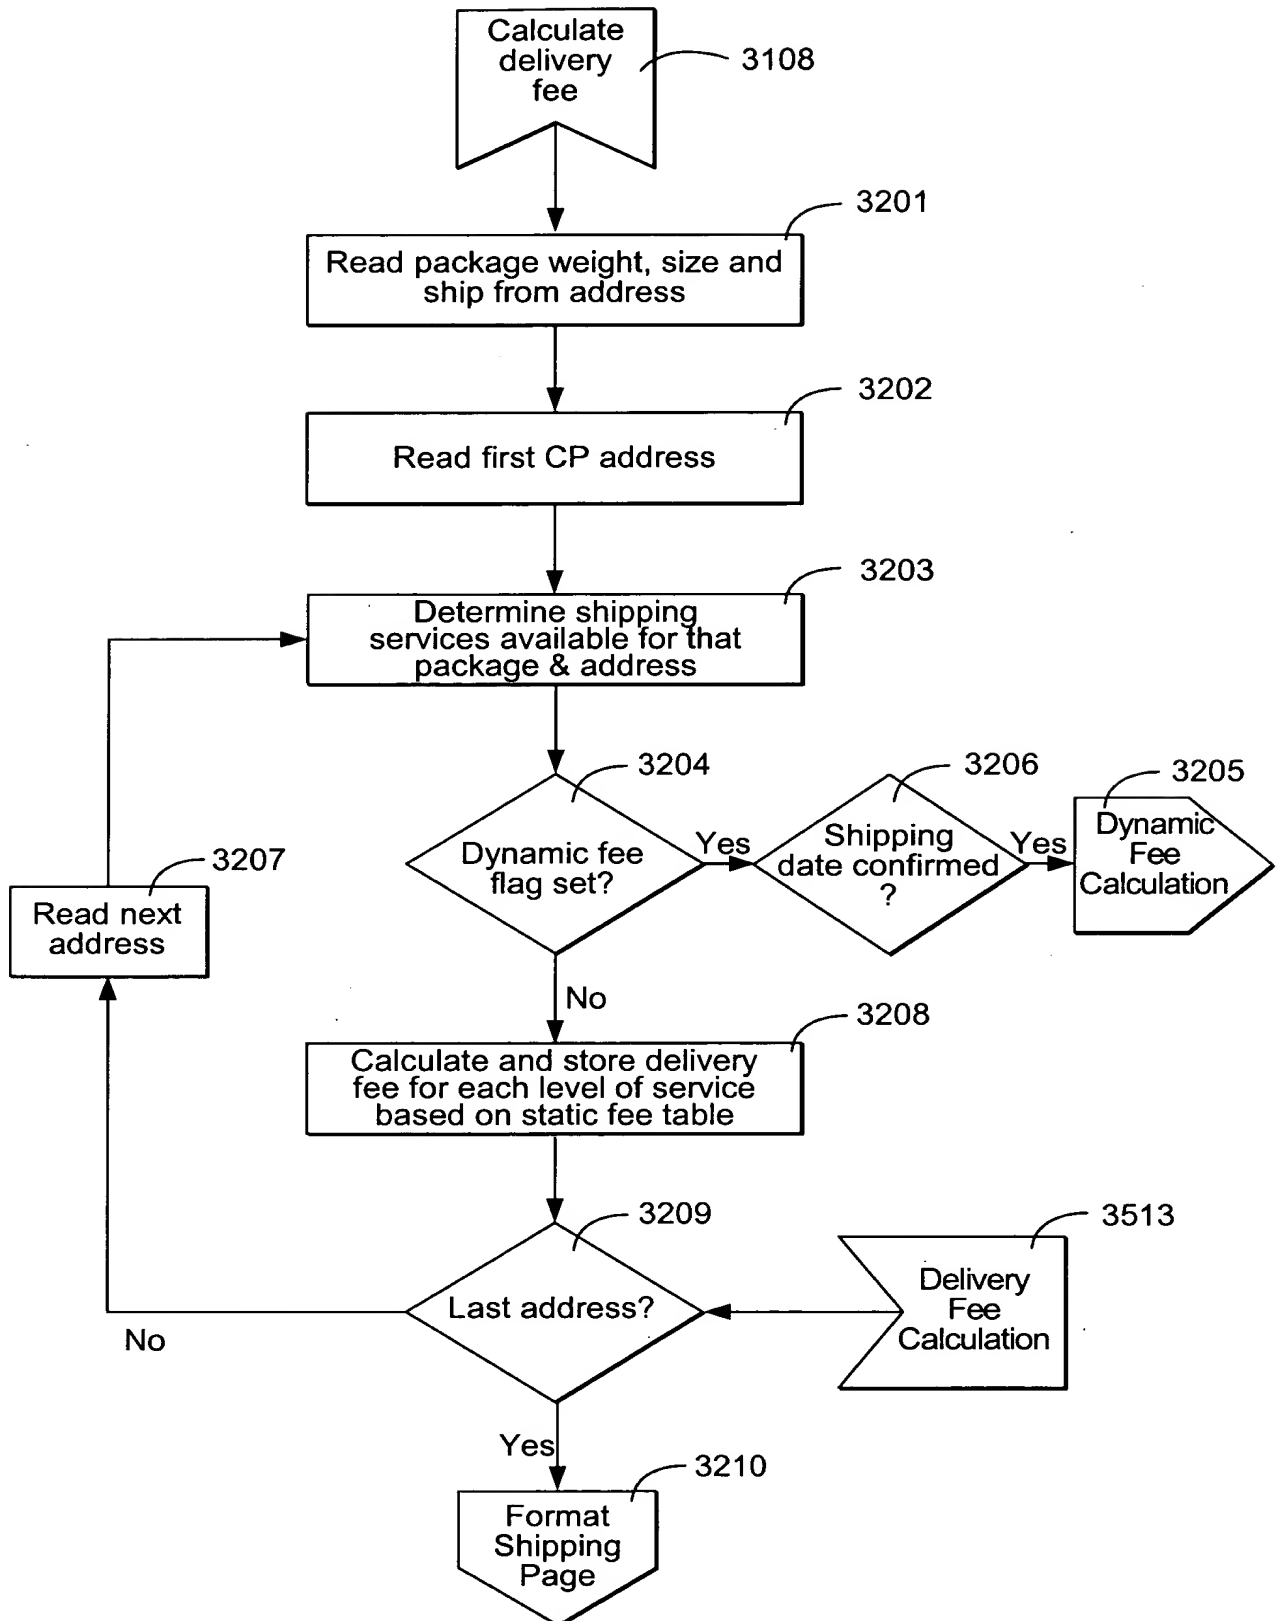 Calculate
delivery
fee
3108
3201
Read package weight, size and
ship from address
3202
Read first CP address
3203
Determine shipping
services available for that
package & address
3204
Dynamic fee
flag set?
Yes
3206
Shipping
date confirmed
?
Yes
3205
Dynamic
Fee
Calculation
3207
Read next
address
No
3208
Calculate and store delivery
fee for each level of service
based on static fee table
3209
Last address?
3513
Delivery
Fee
Calculation
No
Yes
3210
Format
Shipping
Page